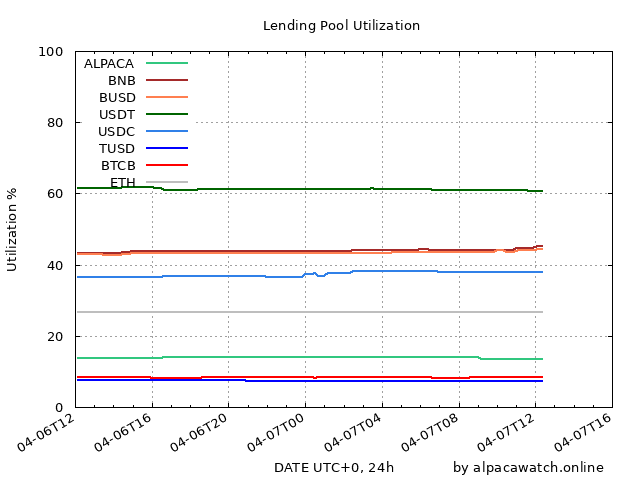 Lending Pool Utilization
100
80
60
40
20
0
Utilization %
ALPACA
BNB
BUSD
USDT
USDC
TUSD
BTCB
ETH
04-06T12
04-06T16
04-06T20
04-07T00
04-07T04
04-07T08
04-07T12
04-07T16
DATE UTC+0, 24h
by alpacawatch.online